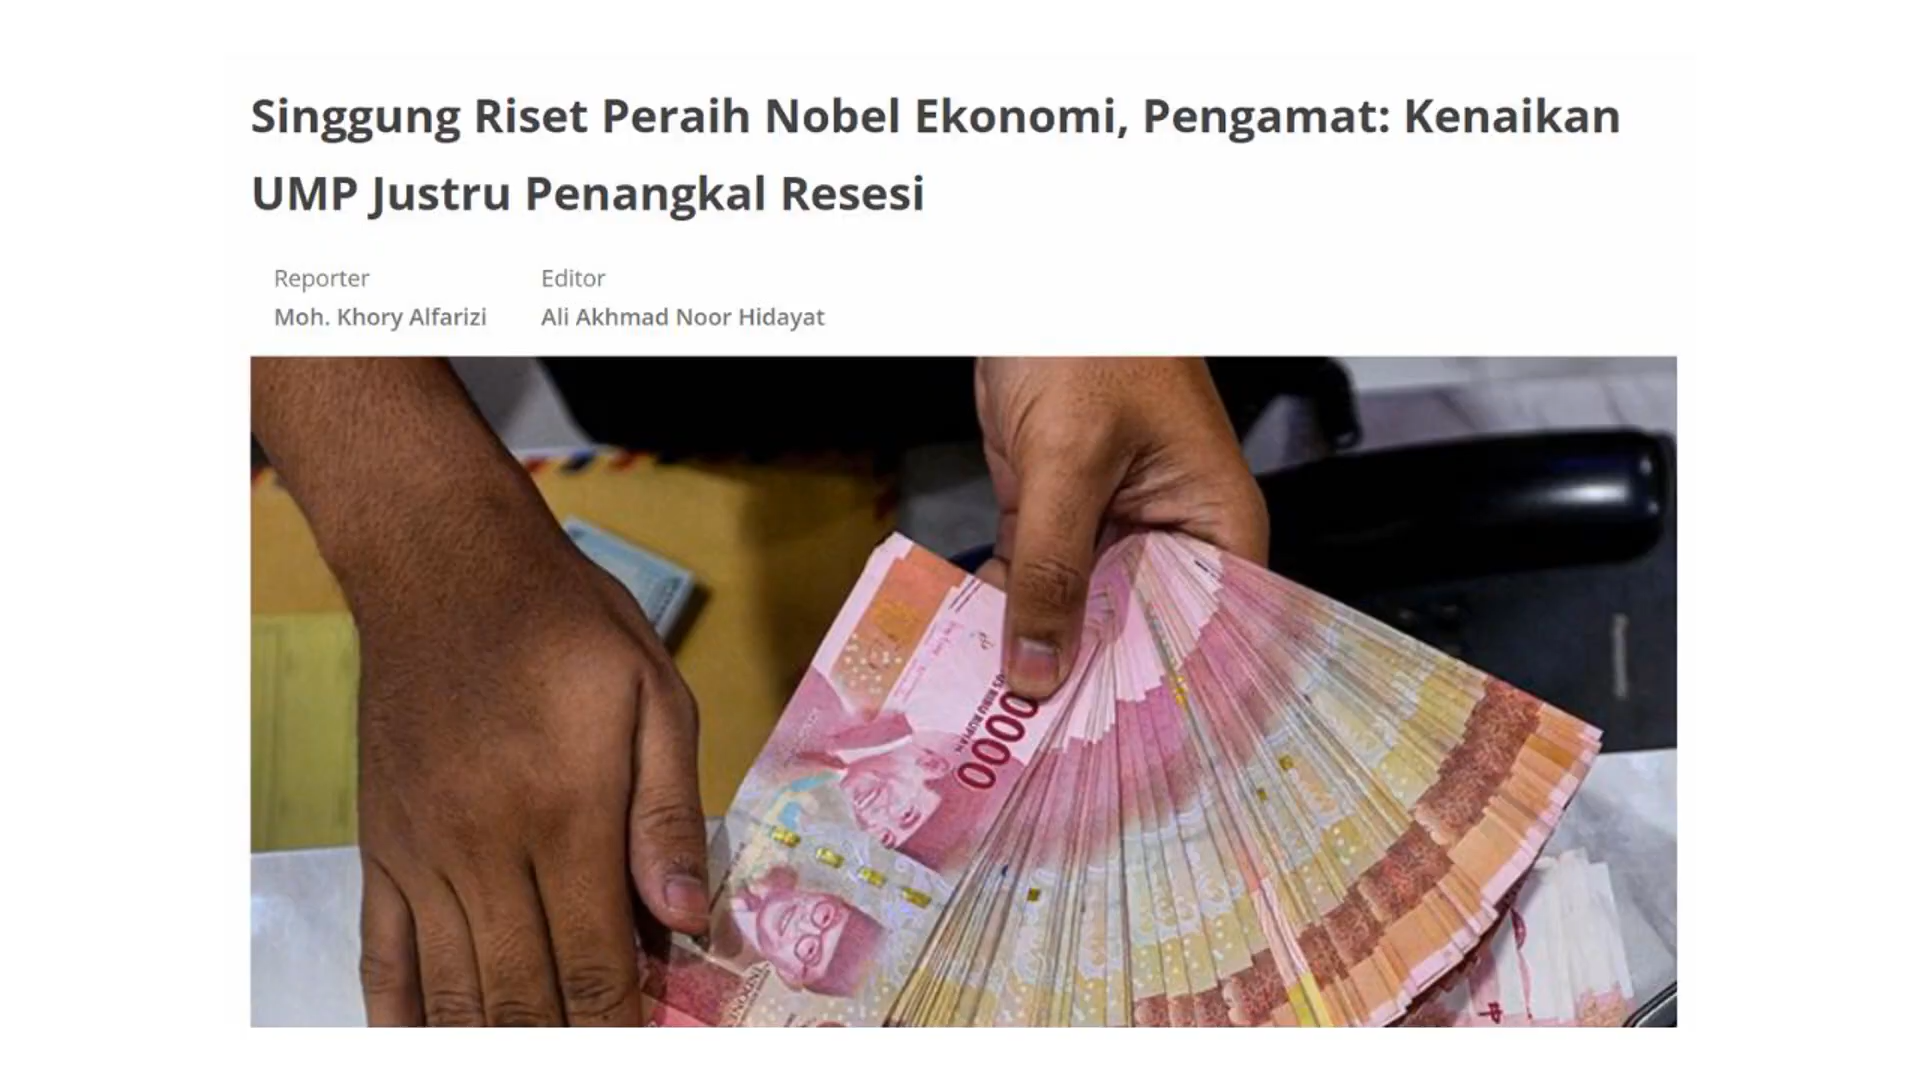 Singgung Riset Peraih Nobel Ekonomi, Pengamat: Kenaikan
UMP Justru Penangkal Resesi
Reporter
Editor
Moh. Khory Alfarizi
Ali Akhmad Noor Hidayat
0000